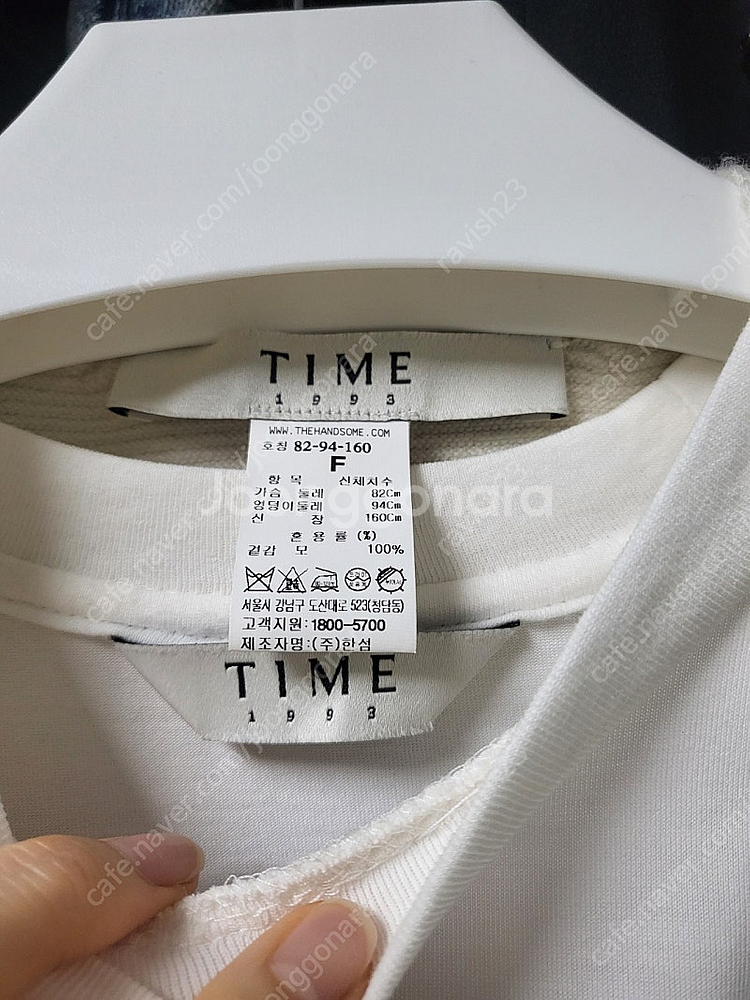 TIME
1993
WWW.THEHANDSOME.COM
호칭 82-94-160
F
항 목 신체치수
가슴 둘레 82Cm
엉덩이둘레 94Cm
신 장 160Cm
혼 용 률 (%)
겉감 모 100%
서울시 강남구 도산대로 523(청담동)
고객지원: 1800-5700
제조자명: (주)한섬
TIME
1993
Joonggonara
cafe.naver.com/joonggonara
ravish23